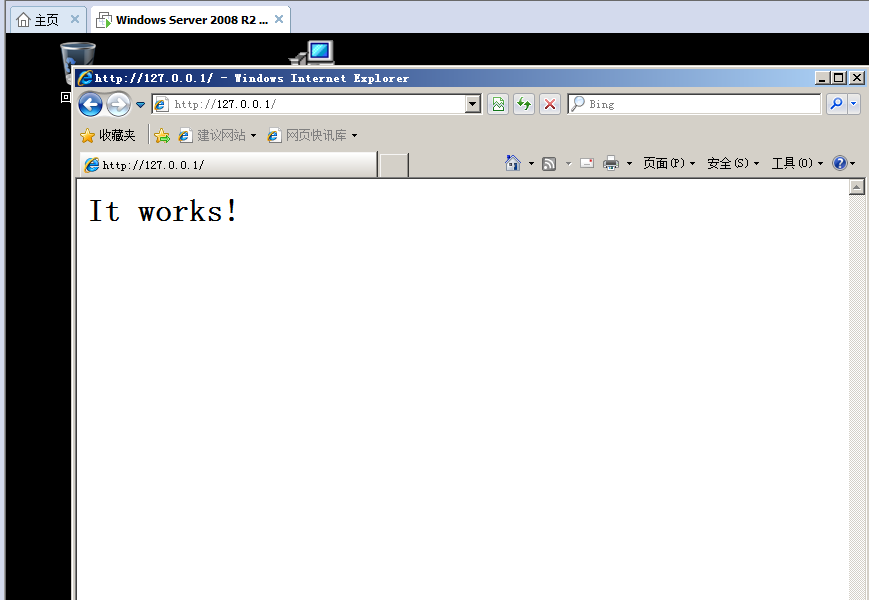 主页
Windows Server 2008 R2 ...
http://127.0.0.1/ - Windows Internet Explorer
http://127.0.0.1/
Bing
收藏夹
建议网站
网页快讯库
http://127.0.0.1/
页面(P)
安全(S)
工具(O)
It works!